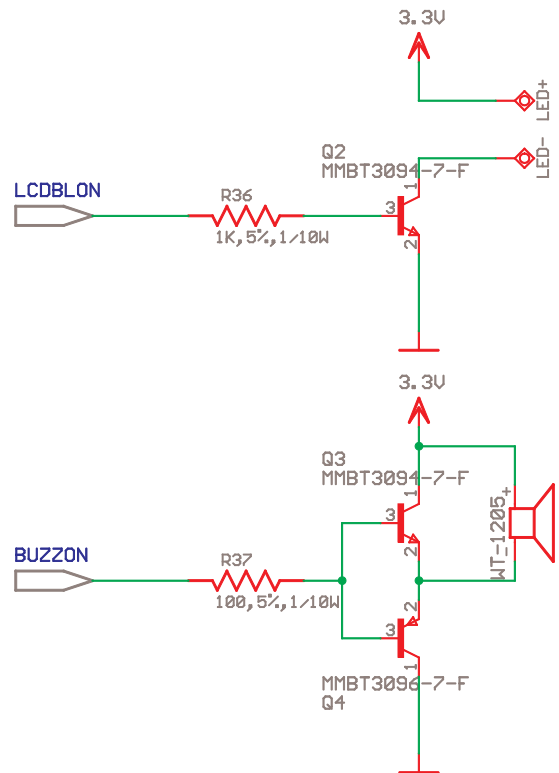 3.3V
LED+
LED-
Q2
MMBT3094-7-F
1
LCDBLON
R36
3
1K,5%,1/10W
2
3.3V
Q3
MMBT3094-7-F
1
WT-1205
+
3
BUZZON
R37
2
100,5%,1/10W
2
3
1
MMBT3096-7-F
Q4